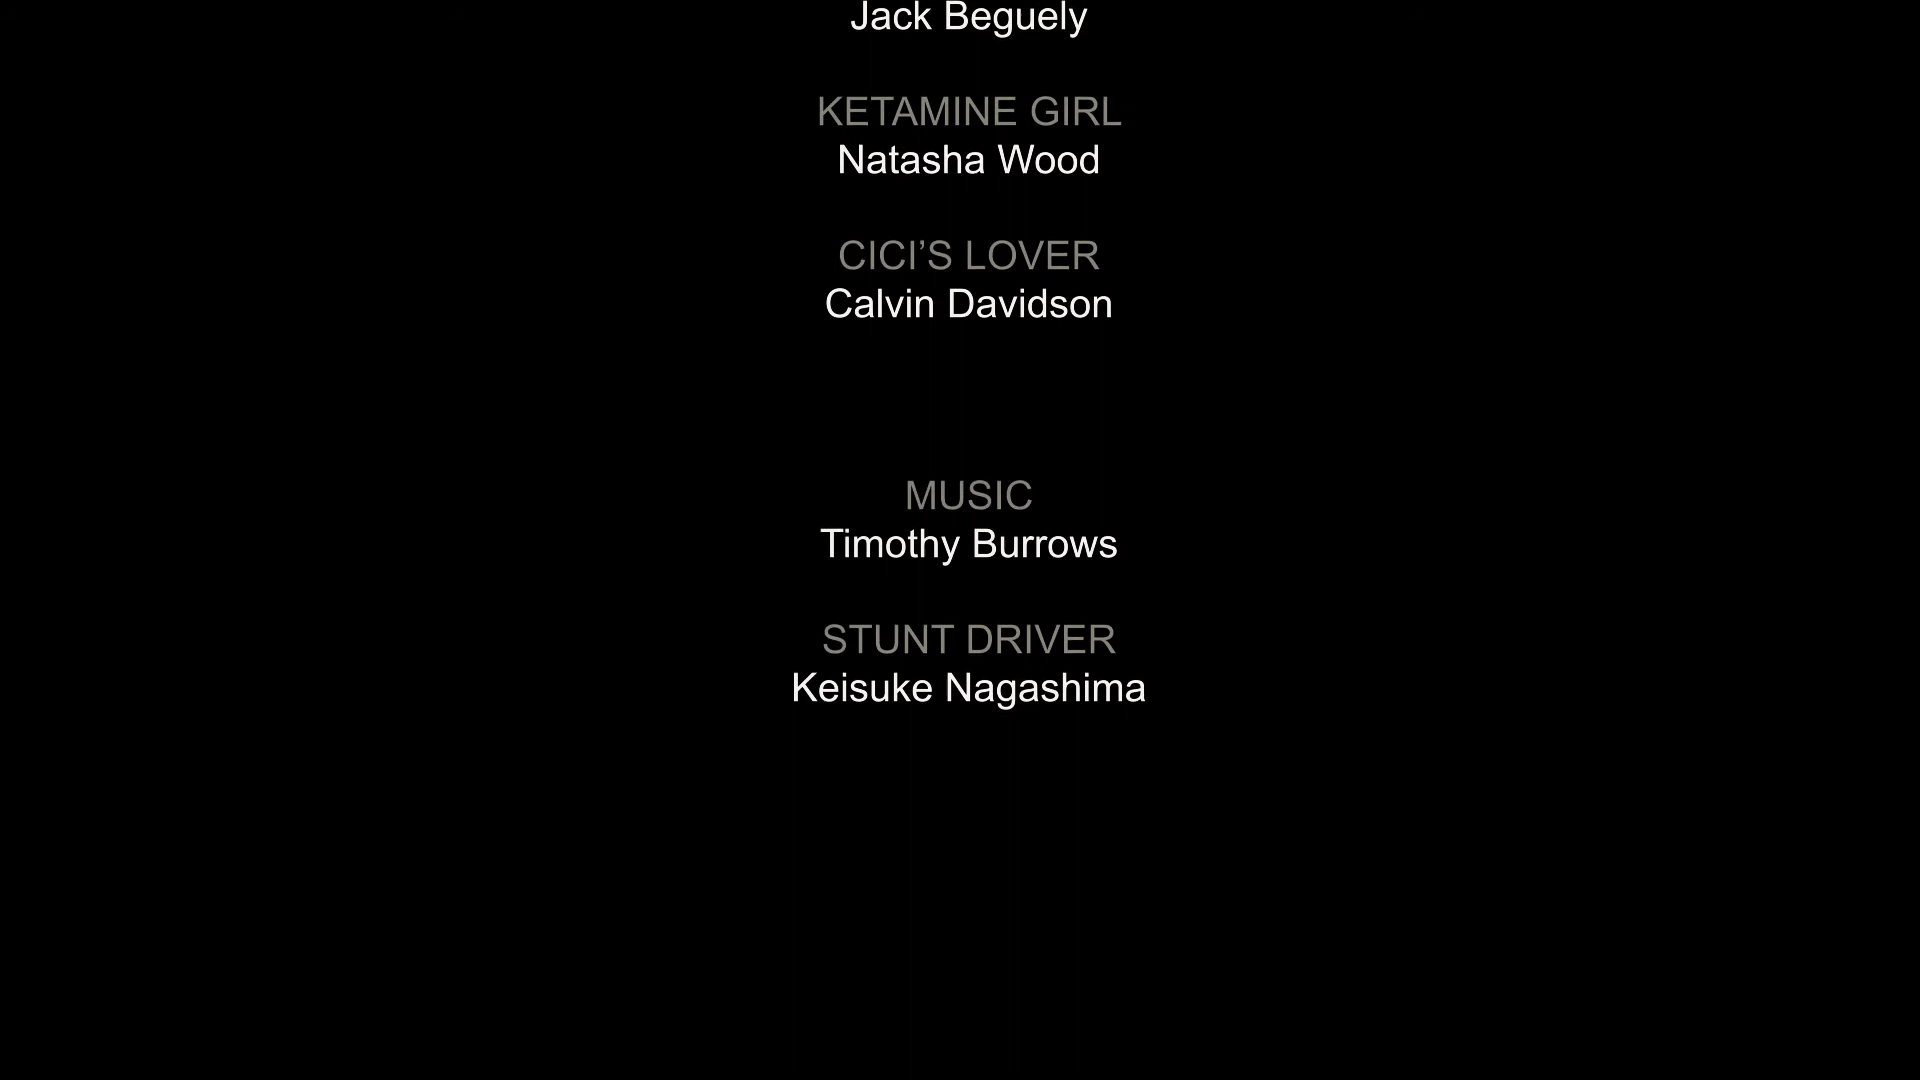 Jack Beguely
KETAMINE GIRL
Natasha Wood
CICI’S LOVER
Calvin Davidson
MUSIC
Timothy Burrows
STUNT DRIVER
Keisuke Nagashima